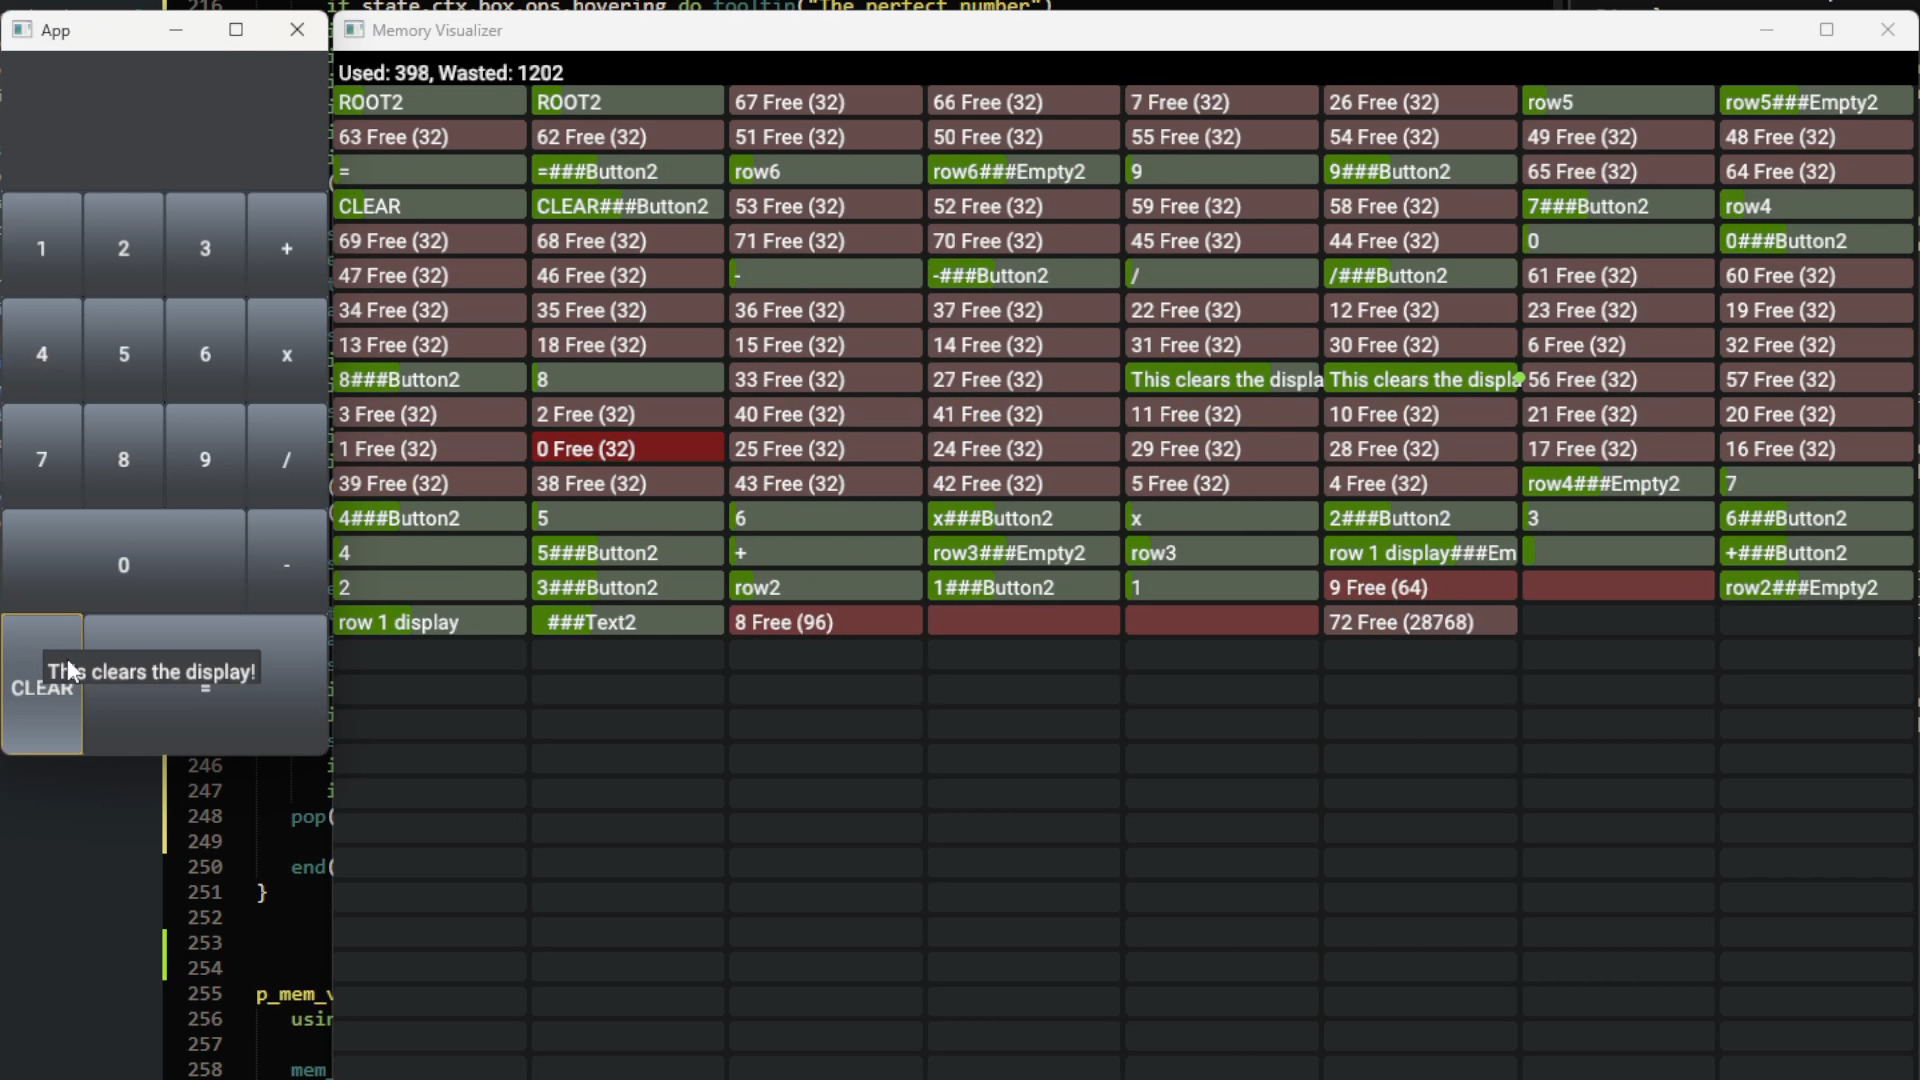 216 if state.ctx.box.ops.hovering do tooltip("The perfect number")
App
Memory Visualizer
Used: 398, Wasted: 1202
ROOT2 ROOT2 67 Free (32) 66 Free (32) 7 Free (32) 26 Free (32) row5 row5###Empty2
63 Free (32) 62 Free (32) 51 Free (32) 50 Free (32) 55 Free (32) 54 Free (32) 49 Free (32) 48 Free (32)
= =###Button2 row6 row6###Empty2 9 9###Button2 65 Free (32) 64 Free (32)
CLEAR CLEAR###Button2 53 Free (32) 52 Free (32) 59 Free (32) 58 Free (32) 7###Button2 row4
69 Free (32) 68 Free (32) 71 Free (32) 70 Free (32) 45 Free (32) 44 Free (32) 0 0###Button2
47 Free (32) 46 Free (32) - -###Button2 / /###Button2 61 Free (32) 60 Free (32)
34 Free (32) 35 Free (32) 36 Free (32) 37 Free (32) 22 Free (32) 12 Free (32) 23 Free (32) 19 Free (32)
13 Free (32) 18 Free (32) 15 Free (32) 14 Free (32) 31 Free (32) 30 Free (32) 6 Free (32) 32 Free (32)
8###Button2 8 33 Free (32) 27 Free (32) This clears the displa This clears the displa 56 Free (32) 57 Free (32)
3 Free (32) 2 Free (32) 40 Free (32) 41 Free (32) 11 Free (32) 10 Free (32) 21 Free (32) 20 Free (32)
1 Free (32) 0 Free (32) 25 Free (32) 24 Free (32) 29 Free (32) 28 Free (32) 17 Free (32) 16 Free (32)
39 Free (32) 38 Free (32) 43 Free (32) 42 Free (32) 5 Free (32) 4 Free (32) row4###Empty2 7
4###Button2 5 6 x###Button2 x 2###Button2 3 6###Button2
4 5###Button2 + row3###Empty2 row3 row 1 display###Em +###Button2
2 3###Button2 row2 1###Button2 1 9 Free (64) row2###Empty2
row 1 display ###Text2 8 Free (96) 72 Free (28768)
1 2 3 +
4 5 6 x
7 8 9 /
0 -
This clears the display!
CLEAR =
246 i
247 i
248 pop(
249
250 end(
251 }
252
253
254
255 p_mem_v
256 usin
257
258 mem_